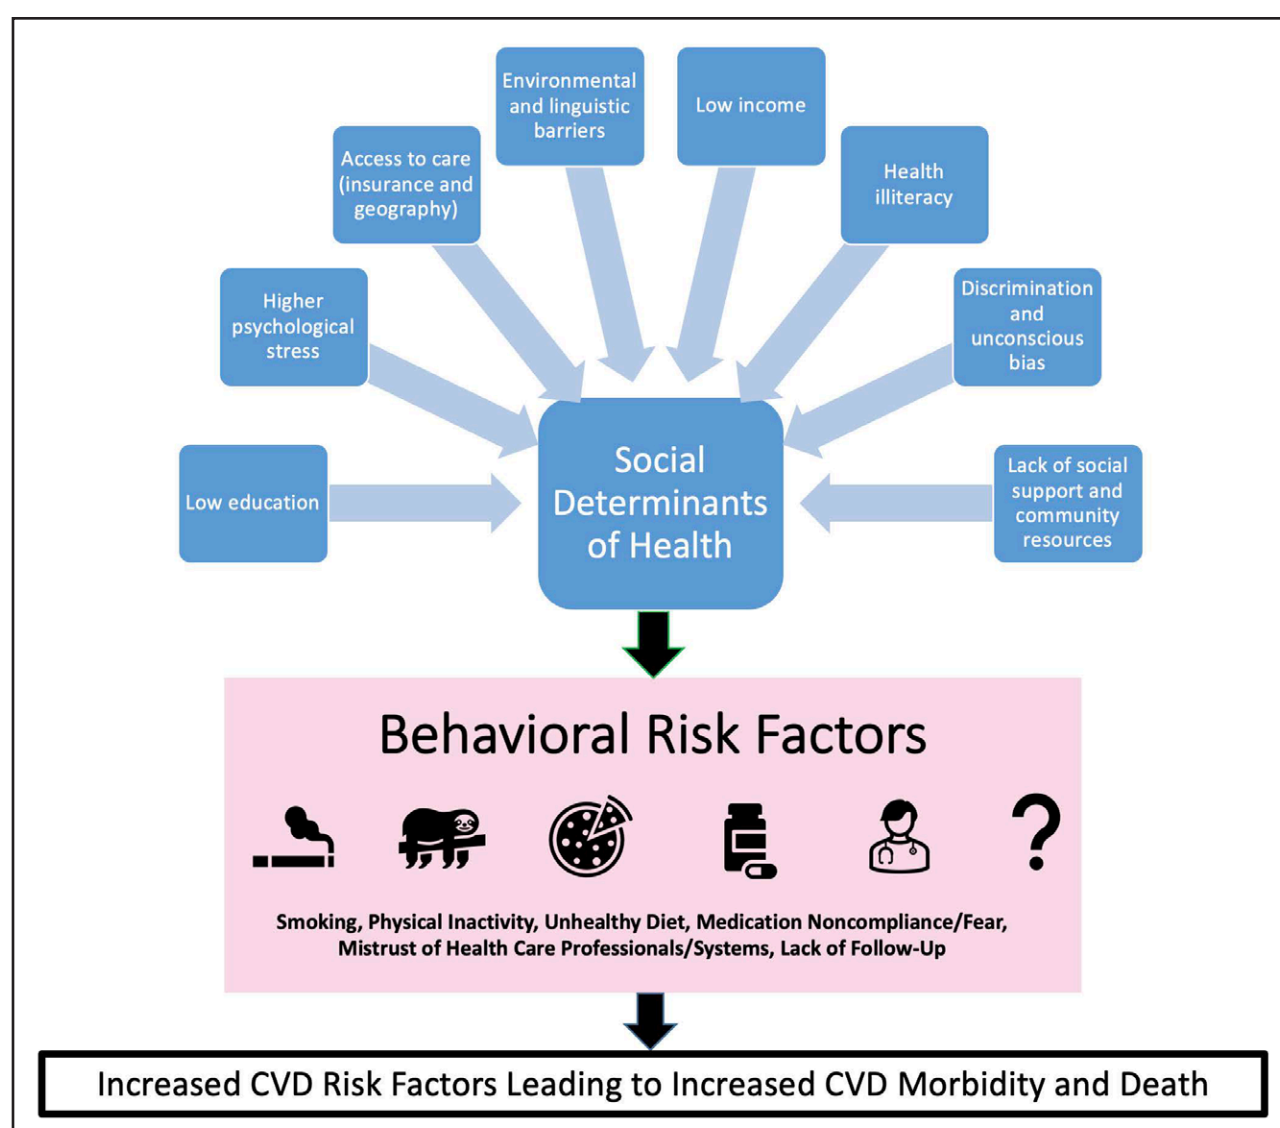 Environmental
and linguistic
barriers
Low income
Access to care
(insurance and
geography)
Health
illiteracy
Higher
psychological
stress
Discrimination
and
unconscious
bias
Low education
Social
Determinants
of Health
Lack of social
support and
community
resources
Behavioral Risk Factors
?
Smoking, Physical Inactivity, Unhealthy Diet, Medication Noncompliance/Fear,
Mistrust of Health Care Professionals/Systems, Lack of Follow-Up
Increased CVD Risk Factors Leading to Increased CVD Morbidity and Death